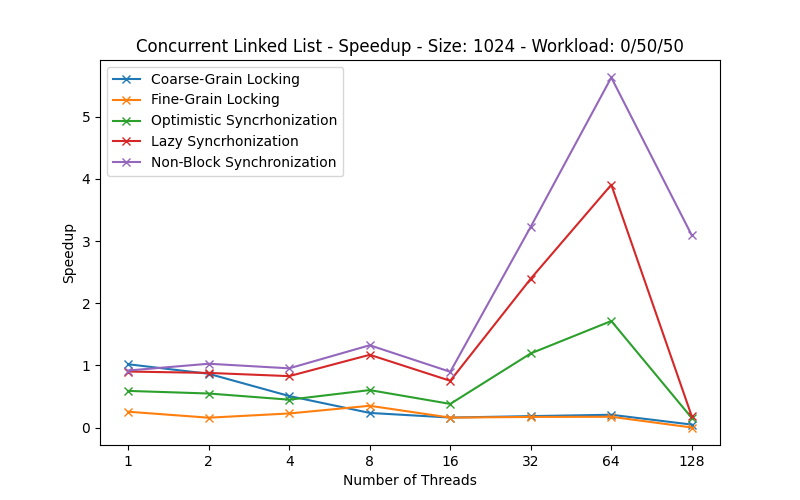 Concurrent Linked List - Speedup - Size: 1024 - Workload: 0/50/50
Coarse-Grain Locking
Fine-Grain Locking
Optimistic Syncrhonization
Lazy Syncrhonization
Non-Block Synchronization
Speedup
5
4
3
2
1
0
1 2 4 8 16 32 64 128
Number of Threads